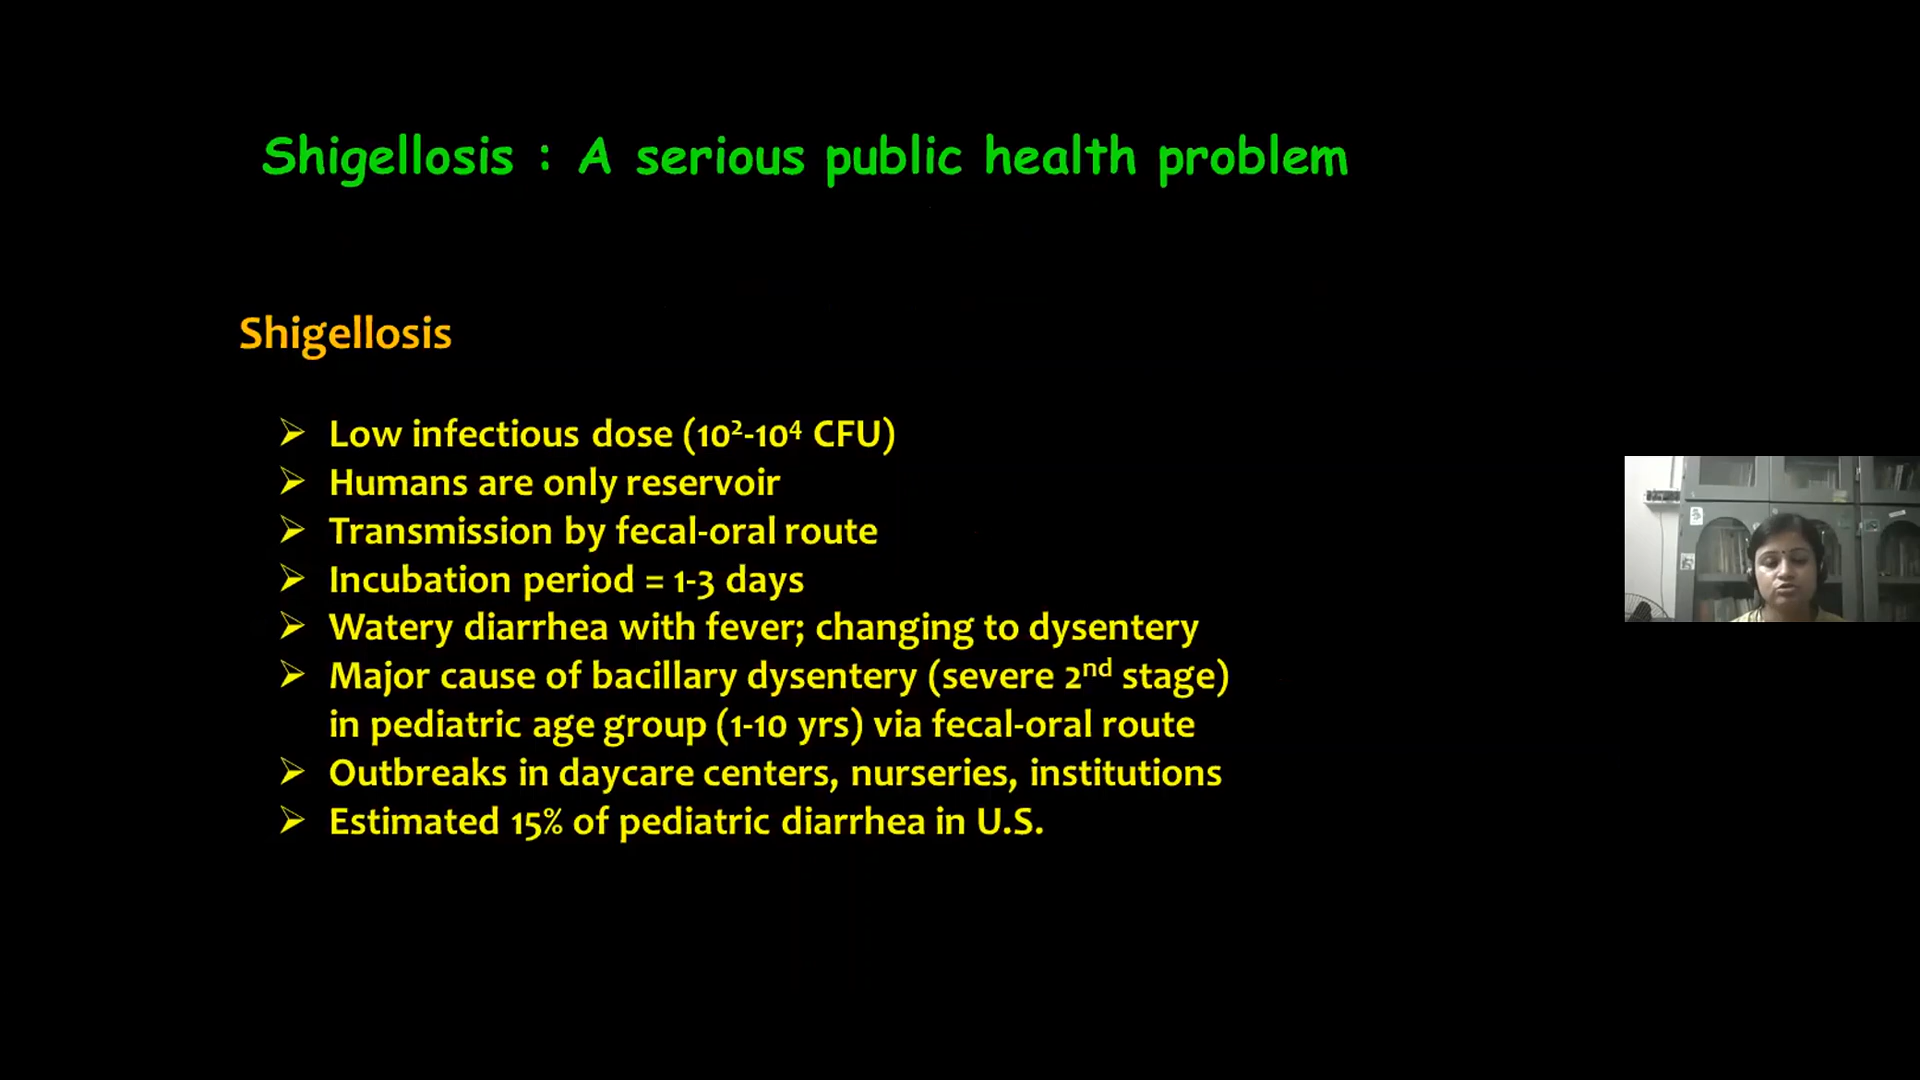 Shigellosis : A serious public health problem
Shigellosis
➢ Low infectious dose (10²-10⁴ CFU)
➢ Humans are only reservoir
➢ Transmission by fecal-oral route
➢ Incubation period = 1-3 days
➢ Watery diarrhea with fever; changing to dysentery
➢ Major cause of bacillary dysentery (severe 2ⁿᵈ stage)
in pediatric age group (1-10 yrs) via fecal-oral route
➢ Outbreaks in daycare centers, nurseries, institutions
➢ Estimated 15% of pediatric diarrhea in U.S.